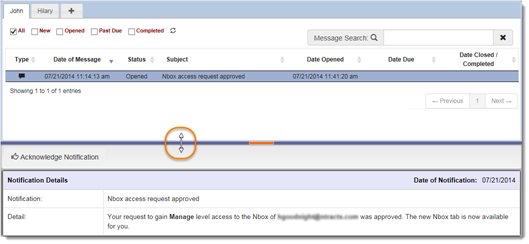 John Hilary +
All New Opened Past Due Completed
Message Search:
Type Date of Message Status Subject Date Opened Date Due Date Closed / Completed
07/21/2014 11:14:13 am Opened Nbox access request approved 07/21/2014 11:41:20 am
Showing 1 to 1 of 1 entries
← Previous 1 Next →
Acknowledge Notification
Notification Details Date of Notification: 07/21/2014
Notification: Nbox access request approved
Detail: Your request to gain Manage level access to the Nbox of was approved. The new Nbox tab is now available
for you.